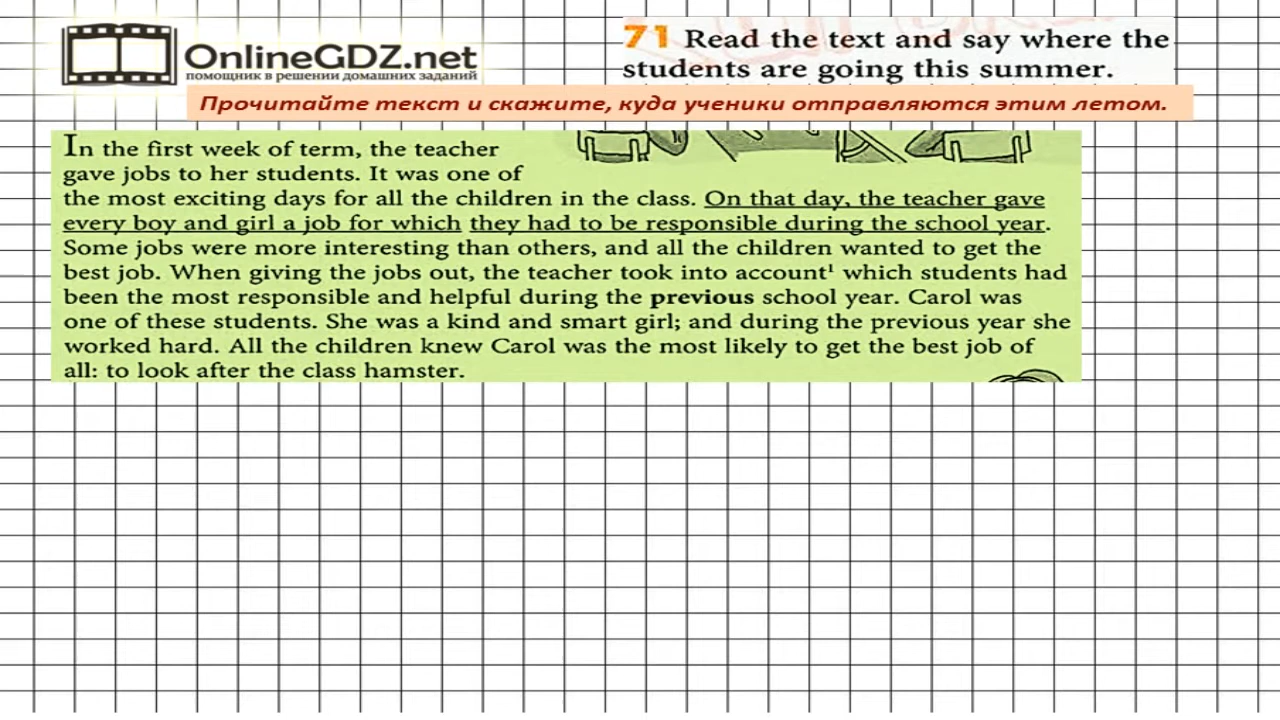 OnlineGDZ.net
помощник в решении домашних заданий
71 Read the text and say where the
students are going this summer.
Прочитайте текст и скажите, куда ученики отправляются этим летом.
In the first week of term, the teacher
gave jobs to her students. It was one of
the most exciting days for all the children in the class. On that day, the teacher gave
every boy and girl a job for which they had to be responsible during the school year.
Some jobs were more interesting than others, and all the children wanted to get the
best job. When giving the jobs out, the teacher took into account¹ which students had
been the most responsible and helpful during the previous school year. Carol was
one of these students. She was a kind and smart girl; and during the previous year she
worked hard. All the children knew Carol was the most likely to get the best job of
all: to look after the class hamster.